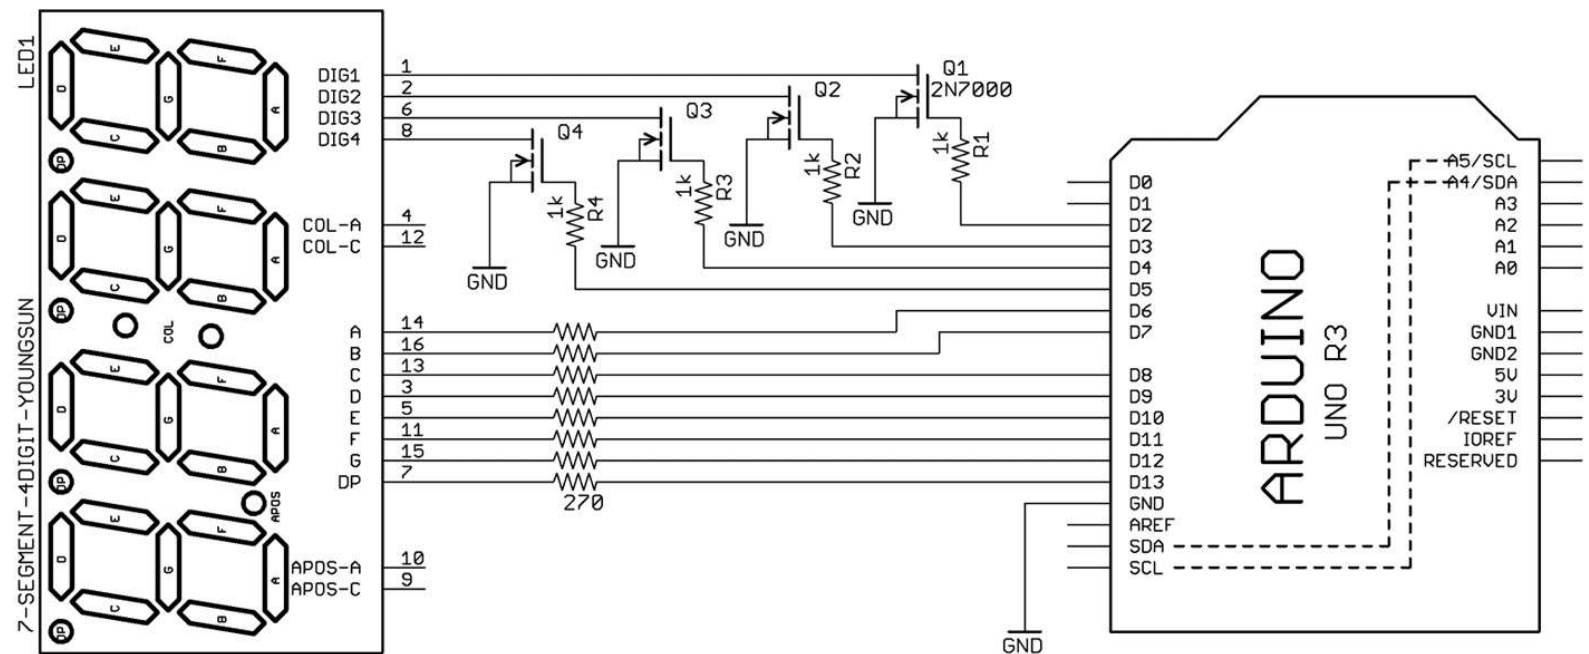 LED1
7-SEGMENT-4DIGIT-YOUNGSUN
E
F
D
G
A
C
B
DP
E
F
D
G
A
C
B
DP
COL
E
F
D
G
A
C
B
DP
APOS
E
F
D
G
A
C
B
DP
DIG1 1
DIG2 2
DIG3 6
DIG4 8
COL-A 4
COL-C 12
A 14
B 16
C 13
D 3
E 5
F 11
G 15
DP 7
270
APOS-A 10
APOS-C 9
Q4
1k
R4
GND
Q3
1k
R3
GND
Q2
1k
R2
GND
Q1
2N7000
1k
R1
GND
GND
D0
D1
D2
D3
D4
D5
D6
D7
D8
D9
D10
D11
D12
D13
GND
AREF
SDA
SCL
ARDUINO
UNO R3
A5/SCL
A4/SDA
A3
A2
A1
A0
VIN
GND1
GND2
5V
3V
/RESET
IOREF
RESERVED